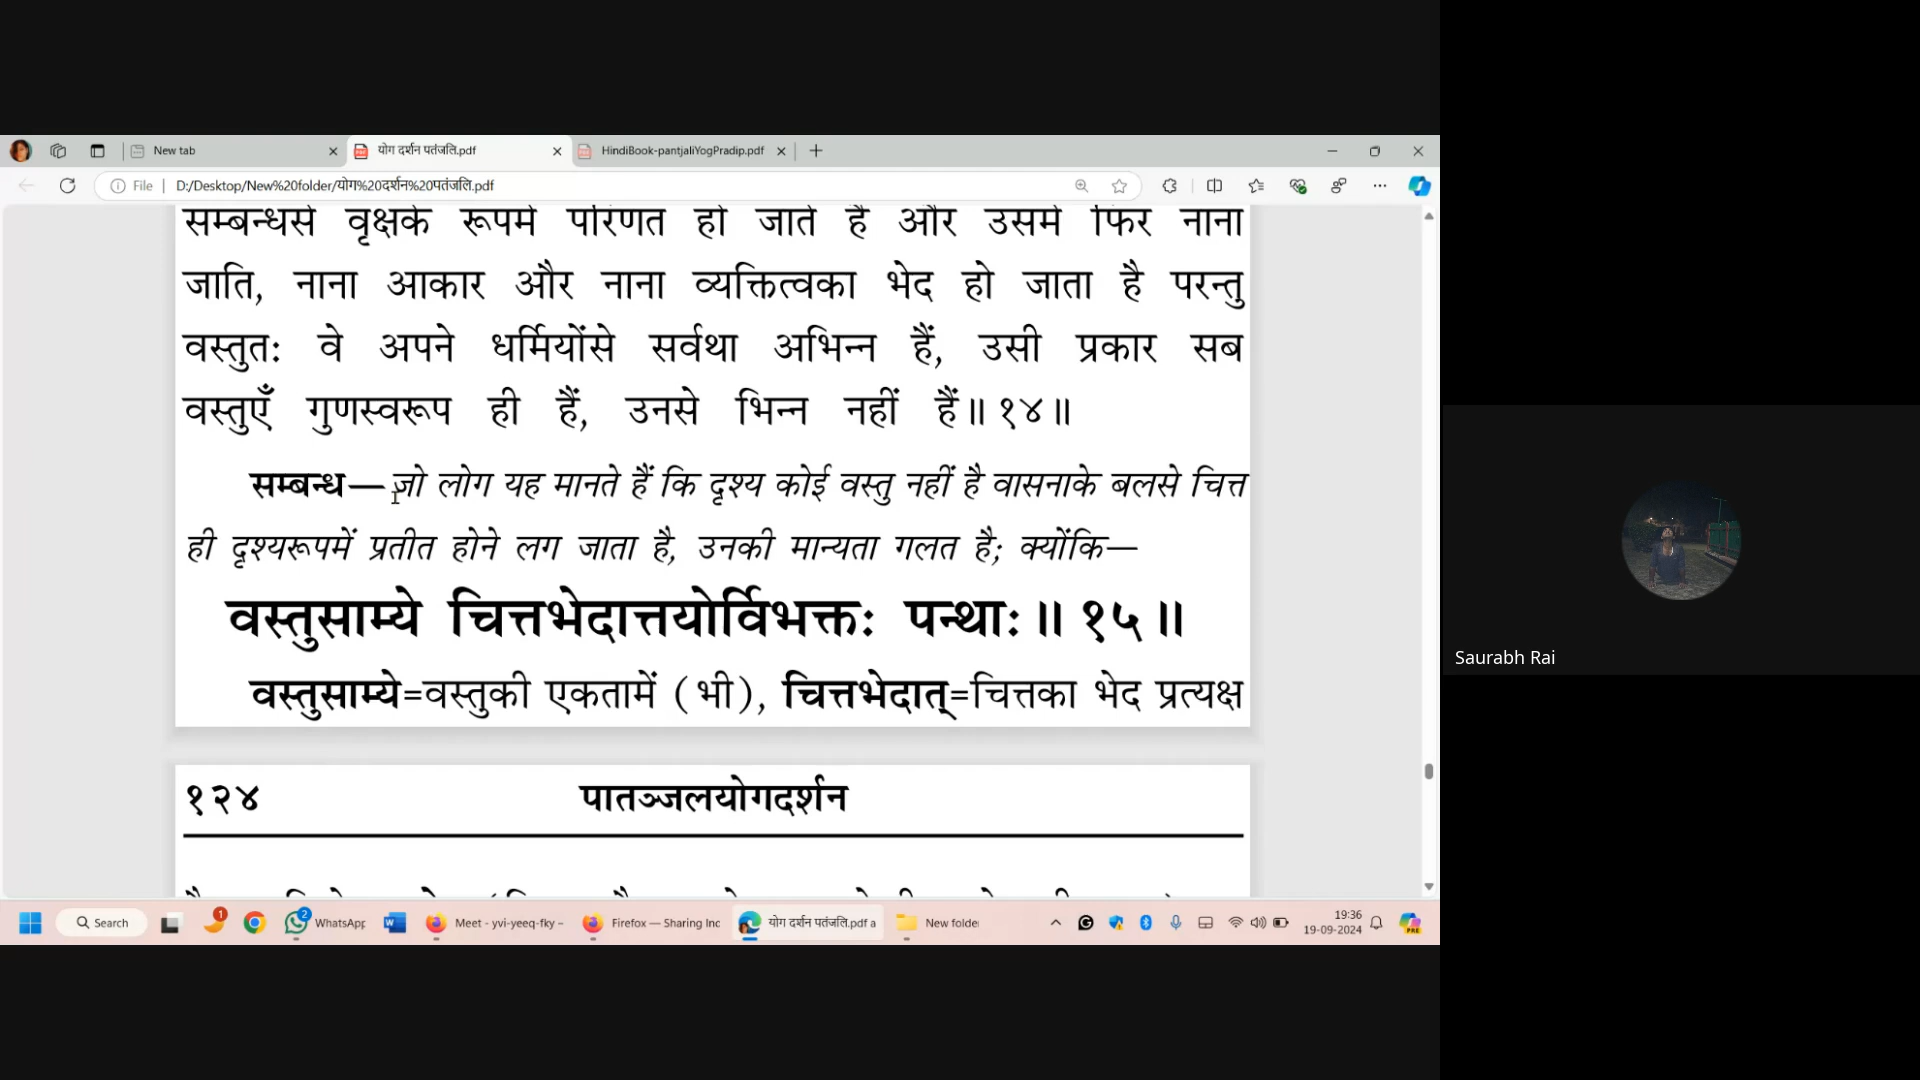 New tab
योग दर्शन पतंजलि.pdf
HindiBook-pantjaliYogPradip.pdf
File
D:/Desktop/New%20folder/योग%20दर्शन%20पतंजलि.pdf
सम्बन्धसे वृक्षके रूपमें परिणत हो जाते हैं और उसमें फिर नाना
जाति, नाना आकार और नाना व्यक्तित्वका भेद हो जाता है परन्तु
वस्तुतः वे अपने धर्मियोंसे सर्वथा अभिन्न हैं, उसी प्रकार सब
वस्तुएँ गुणस्वरूप ही हैं, उनसे भिन्न नहीं हैं॥ १४॥
सम्बन्ध—जो लोग यह मानते हैं कि दृश्य कोई वस्तु नहीं है वासनाके बलसे चित्त
ही दृश्यरूपमें प्रतीत होने लग जाता है, उनकी मान्यता गलत है; क्योंकि—
वस्तुसाम्ये चित्तभेदात्तयोर्विभक्तः पन्थाः॥ १५॥
वस्तुसाम्ये=वस्तुकी एकतामें (भी), चित्तभेदात्=चित्तका भेद प्रत्यक्ष
१२४ पातञ्जलयोगदर्शन
Saurabh Rai
Search
1
2
WhatsApp
Meet - yvi-yeeq-fky –
Firefox — Sharing Inc
योग दर्शन पतंजलि.pdf a
New folde
19:36
19-09-2024
PRE